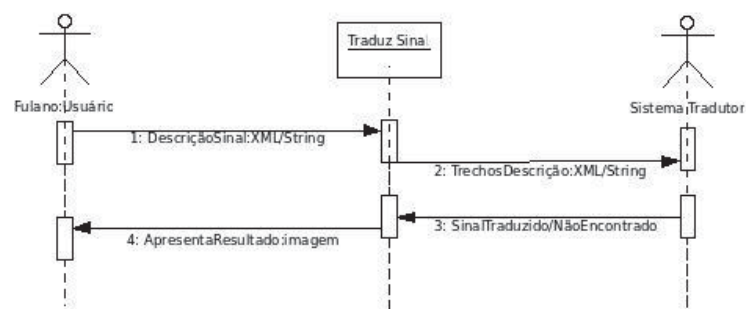 Traduz Sinal
Fulano:Usuário
Sistema Tradutor
1: DescriçãoSinal:XML/String
2: TrechosDescrição:XML/String
3: SinalTraduzido/NãoEncontrado
4: ApresentaResultado:imagem